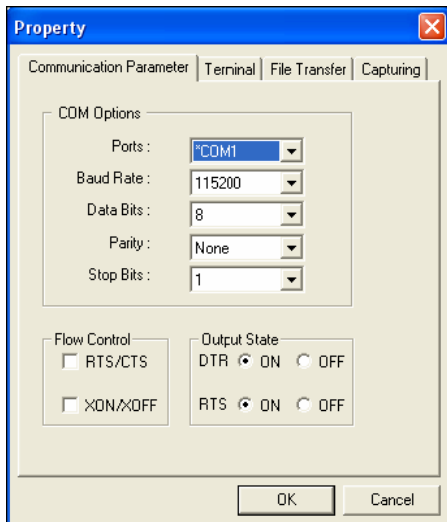 Property
Communication Parameter Terninal File Transfer Capturing
COM Options
Ports : *COM1
Baud Rate : 115200
Data Bits : 8
Parity : None
Stop Bits : 1
Flow Control Output State
RTS/CTS DTR ON OFF
XON/XOFF RTS ON OFF
OK Cancel